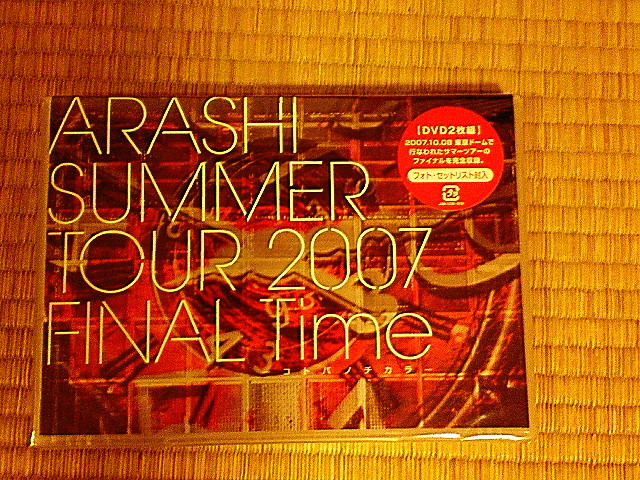 ARASHI
SUMMER
TOUR 2007
FINAL Time
コトバノチカラ
【DVD2枚組】
2007.10.08 東京ドームで
行なわれたサマーツアーの
ファイナルを完全収録。
フォト・セットリスト封入